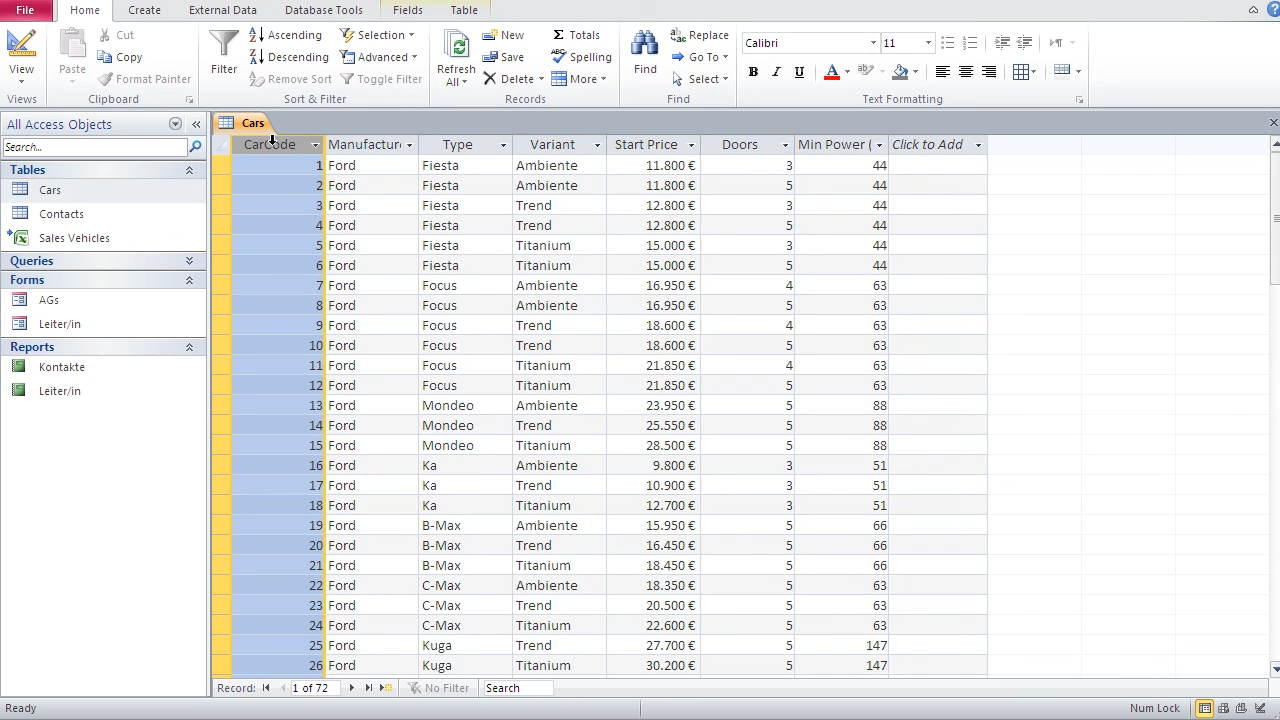 File Home Create External Data Database Tools Fields Table
View Paste Cut Copy Format Painter
Filter Ascending Descending Remove Sort Selection Advanced Toggle Filter
Refresh All New Save Delete Totals Spelling More
Find Replace Go To Select
Calibri 11
B I U A
Views Clipboard Sort & Filter Records Find Text Formatting
All Access Objects
Search...
Tables
Cars
Contacts
Sales Vehicles
Queries
Forms
AGs
Leiter/in
Reports
Kontakte
Leiter/in
Cars
CarCode Manufacture Type Variant Start Price Doors Min Power ( Click to Add
1 Ford Fiesta Ambiente 11.800 € 3 44
2 Ford Fiesta Ambiente 11.800 € 5 44
3 Ford Fiesta Trend 12.800 € 3 44
4 Ford Fiesta Trend 12.800 € 5 44
5 Ford Fiesta Titanium 15.000 € 3 44
6 Ford Fiesta Titanium 15.000 € 5 44
7 Ford Focus Ambiente 16.950 € 4 63
8 Ford Focus Ambiente 16.950 € 5 63
9 Ford Focus Trend 18.600 € 4 63
10 Ford Focus Trend 18.600 € 5 63
11 Ford Focus Titanium 21.850 € 4 63
12 Ford Focus Titanium 21.850 € 5 63
13 Ford Mondeo Ambiente 23.950 € 5 88
14 Ford Mondeo Trend 25.550 € 5 88
15 Ford Mondeo Titanium 28.500 € 5 88
16 Ford Ka Ambiente 9.800 € 3 51
17 Ford Ka Trend 10.900 € 3 51
18 Ford Ka Titanium 12.700 € 3 51
19 Ford B-Max Ambiente 15.950 € 5 66
20 Ford B-Max Trend 16.450 € 5 66
21 Ford B-Max Titanium 18.450 € 5 66
22 Ford C-Max Ambiente 18.350 € 5 63
23 Ford C-Max Trend 20.500 € 5 63
24 Ford C-Max Titanium 22.600 € 5 63
25 Ford Kuga Trend 27.700 € 5 147
26 Ford Kuga Titanium 30.200 € 5 147
Record: 1 of 72 No Filter Search
Ready Num Lock